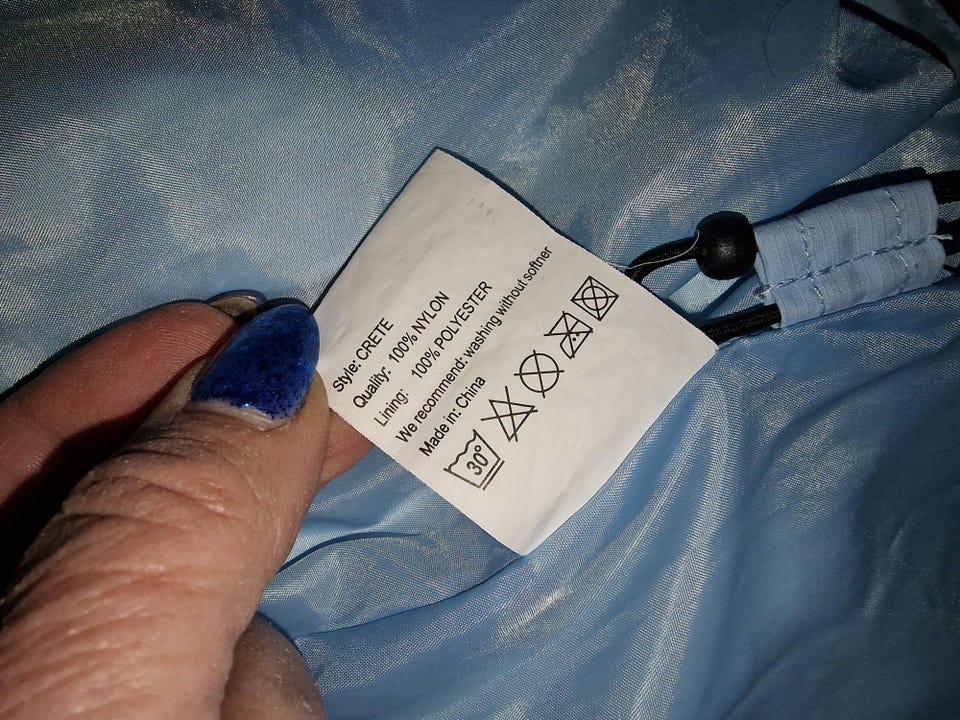 Style: CRETE
Quality: 100% NYLON
Lining: 100% POLYESTER
We recommend: washing without softner
Made in: China
30°